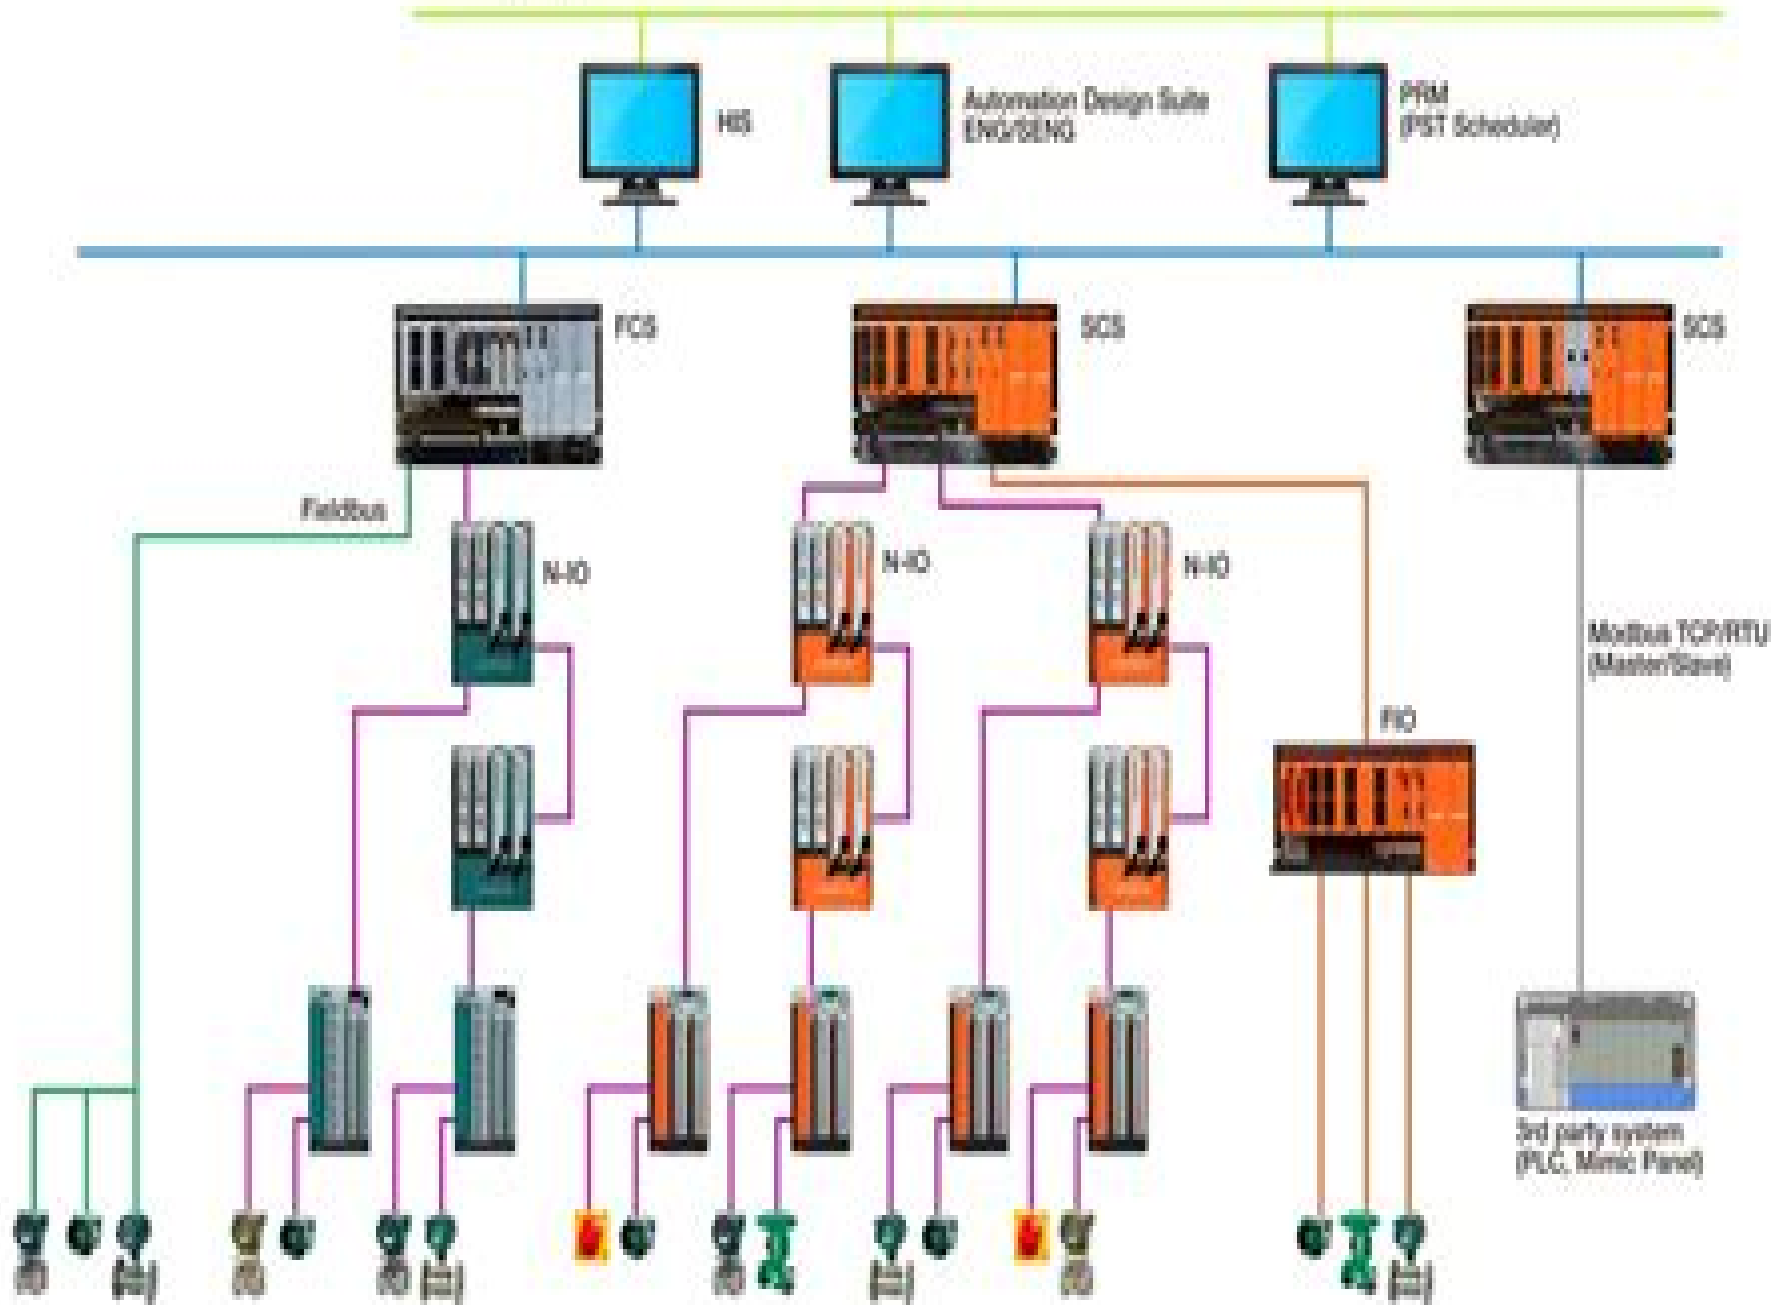 HIS
Automation Design Suite
ENG/SENG
PRM
(PST Scheduler)
FCS
SCS
SCS
Fieldbus
N-IO
N-IO
N-IO
Modbus TCP/RTU
(Master/Slave)
FIO
3rd party system
(PLC, Mimic Panel)